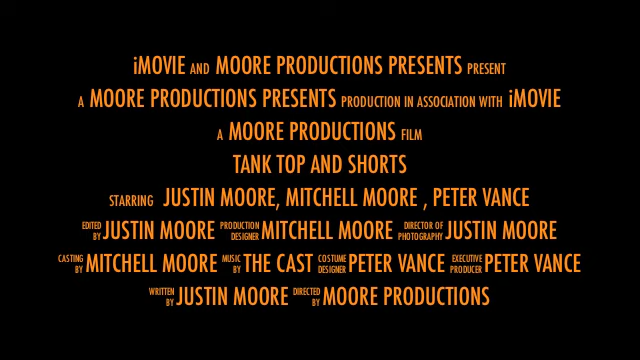 iMOVIE AND MOORE PRODUCTIONS PRESENTS PRESENT
A MOORE PRODUCTIONS PRESENTS PRODUCTION IN ASSOCIATION WITH iMOVIE
A MOORE PRODUCTIONS FILM
TANK TOP AND SHORTS
STARRING JUSTIN MOORE, MITCHELL MOORE , PETER VANCE
EDITED BY JUSTIN MOORE PRODUCTION DESIGNER MITCHELL MOORE DIRECTOR OF PHOTOGRAPHY JUSTIN MOORE
CASTING BY MITCHELL MOORE MUSIC BY THE CAST COSTUME DESIGNER PETER VANCE EXECUTIVE PRODUCER PETER VANCE
WRITTEN BY JUSTIN MOORE DIRECTED BY MOORE PRODUCTIONS